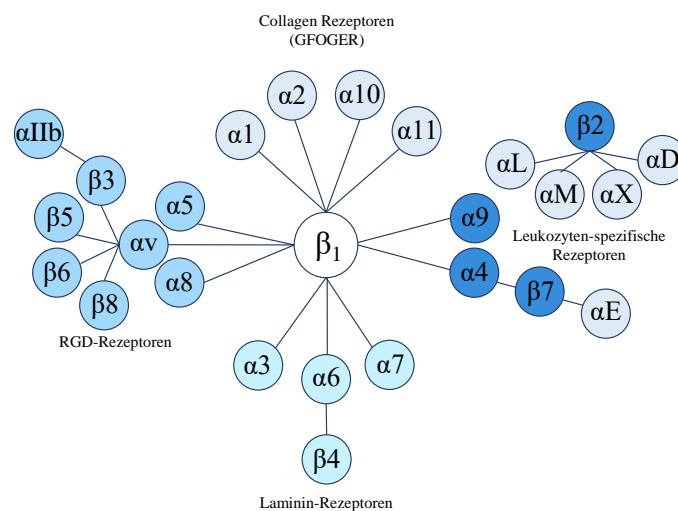 Collagen Rezeptoren
(GFOGER)
α2
α10
α1
α11
αIIb
β3
β5
αv
β6
β8
α5
α8
RGD-Rezeptoren
β1
β2
αL
αM
αX
αD
Leukozyten-spezifische
Rezeptoren
α9
α4
β7
αE
α3
α6
α7
β4
Laminin-Rezeptoren